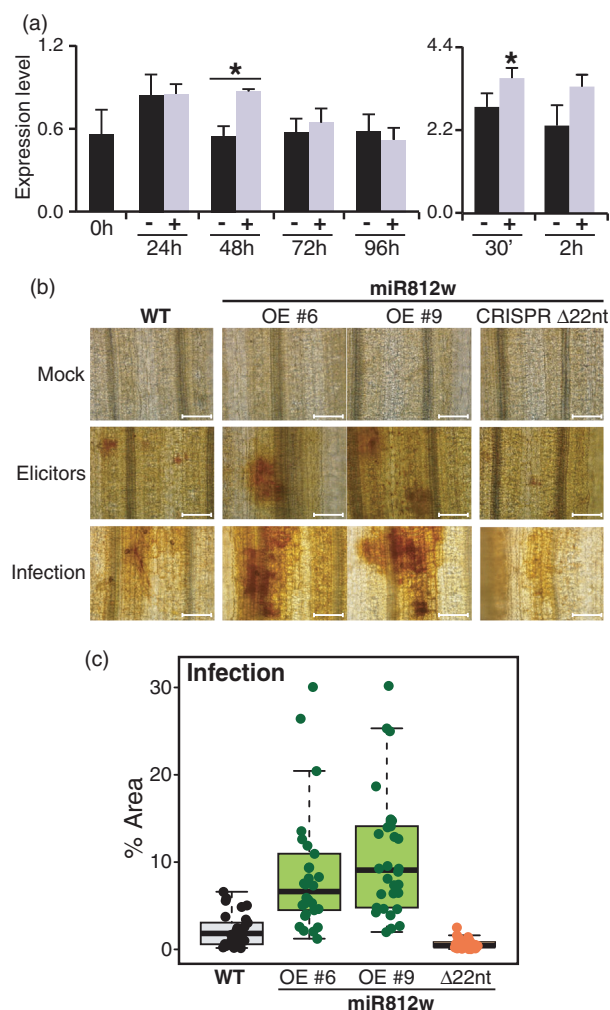 (a)
Expression level
1.2
0.6
0.0
*
0h
- + - + - + - +
24h 48h 72h 96h
4.4
2.2
0.0
*
- + - +
30' 2h
(b)
miR812w
WT OE #6 OE #9 CRISPR Δ22nt
Mock
Elicitors
Infection
(c)
Infection
% Area
30
20
10
0
WT OE #6 OE #9 Δ22nt
miR812w